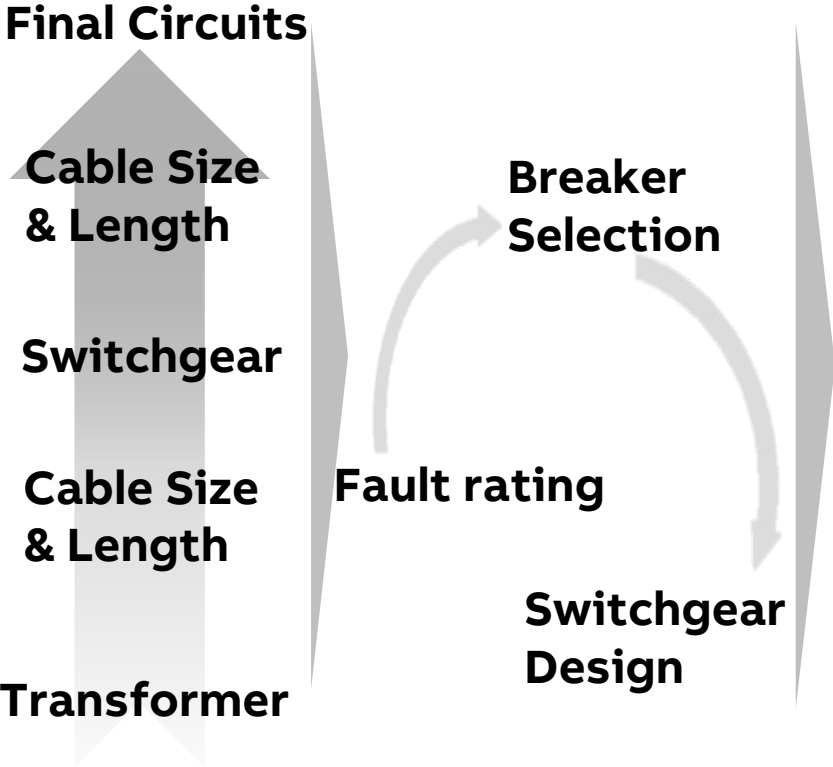 Final Circuits
Cable Size
& Length
Switchgear
Cable Size
& Length
Transformer
Breaker
Selection
Fault rating
Switchgear
Design